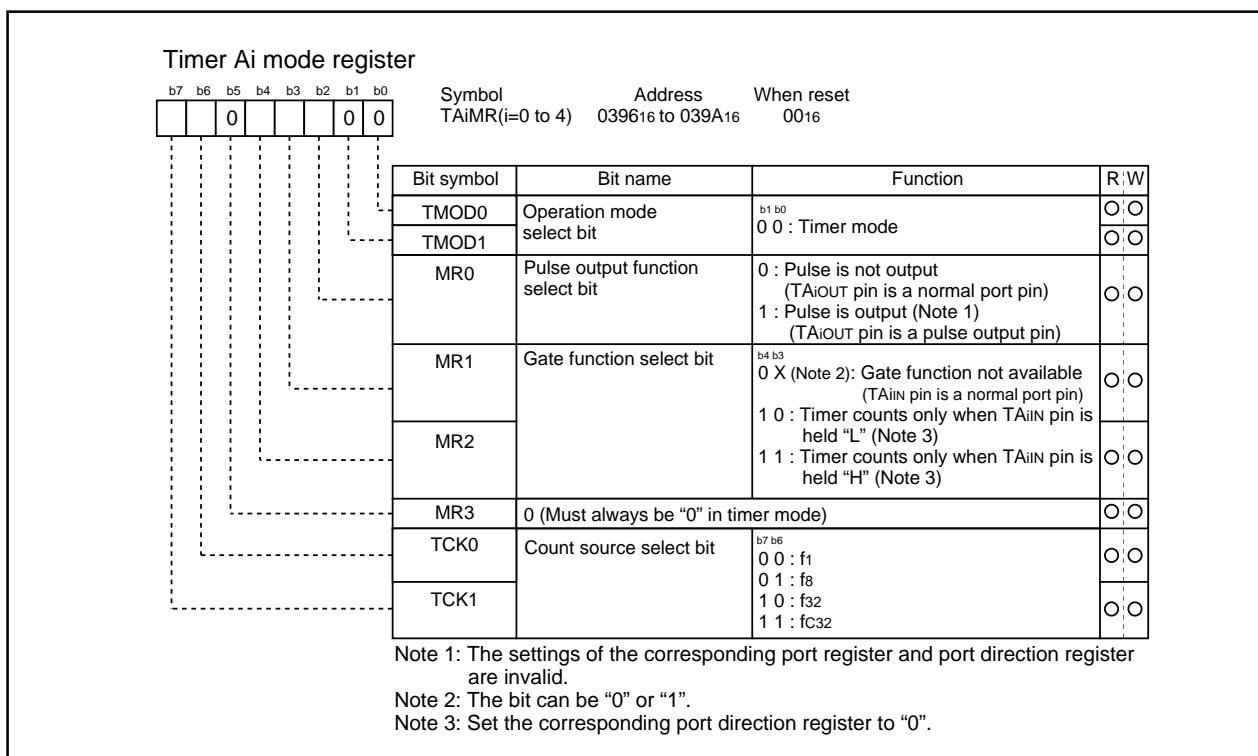 Timer Ai mode register
b7 b6 b5 b4 b3 b2 b1 b0
0 0 0
Symbol Address When reset
TAiMR(i=0 to 4) 039616 to 039A16 0016
Bit symbol Bit name Function R W
TMOD0
TMOD1
Operation mode
select bit
b1 b0
0 0 : Timer mode
MR0
Pulse output function
select bit
0 : Pulse is not output
(TAiOUT pin is a normal port pin)
1 : Pulse is output (Note 1)
(TAiOUT pin is a pulse output pin)
MR1
MR2
Gate function select bit
b4 b3
0 X (Note 2): Gate function not available
(TAiIN pin is a normal port pin)
1 0 : Timer counts only when TAiIN pin is
held “L” (Note 3)
1 1 : Timer counts only when TAiIN pin is
held “H” (Note 3)
MR3 0 (Must always be “0” in timer mode)
TCK0
TCK1
Count source select bit
b7 b6
0 0 : f1
0 1 : f8
1 0 : f32
1 1 : fC32
Note 1: The settings of the corresponding port register and port direction register
are invalid.
Note 2: The bit can be “0” or “1”.
Note 3: Set the corresponding port direction register to “0”.